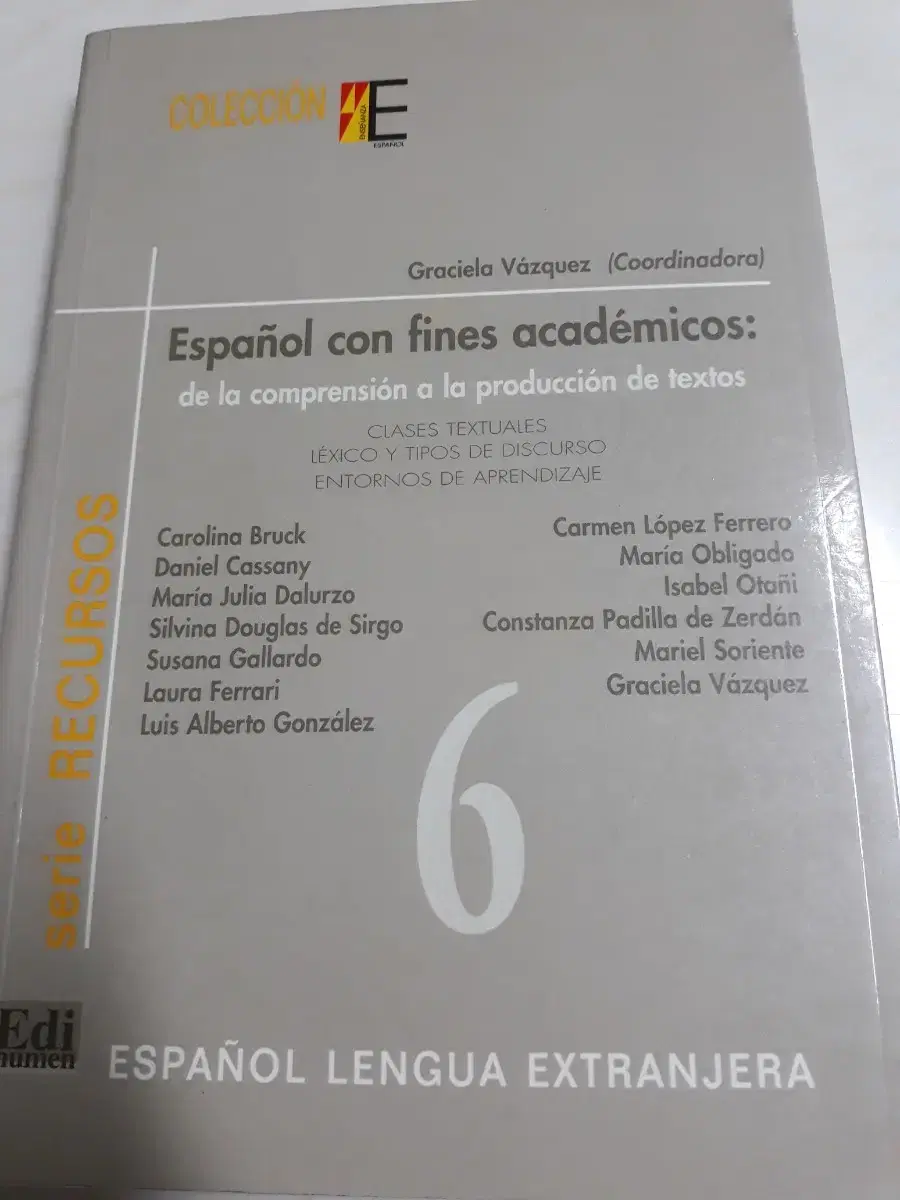 COLECCIÓN
E
ENSEÑANZA
ESPAÑOL
Graciela Vázquez (Coordinadora)
Español con fines académicos:
de la comprensión a la producción de textos
CLASES TEXTUALES
LÉXICO Y TIPOS DE DISCURSO
ENTORNOS DE APRENDIZAJE
Carolina Bruck
Daniel Cassany
María Julia Dalurzo
Silvina Douglas de Sirgo
Susana Gallardo
Laura Ferrari
Luis Alberto González
Carmen López Ferrero
María Obligado
Isabel Otañi
Constanza Padilla de Zerdán
Mariel Soriente
Graciela Vázquez
serie RECURSOS
6
Edi
numen
ESPAÑOL LENGUA EXTRANJERA